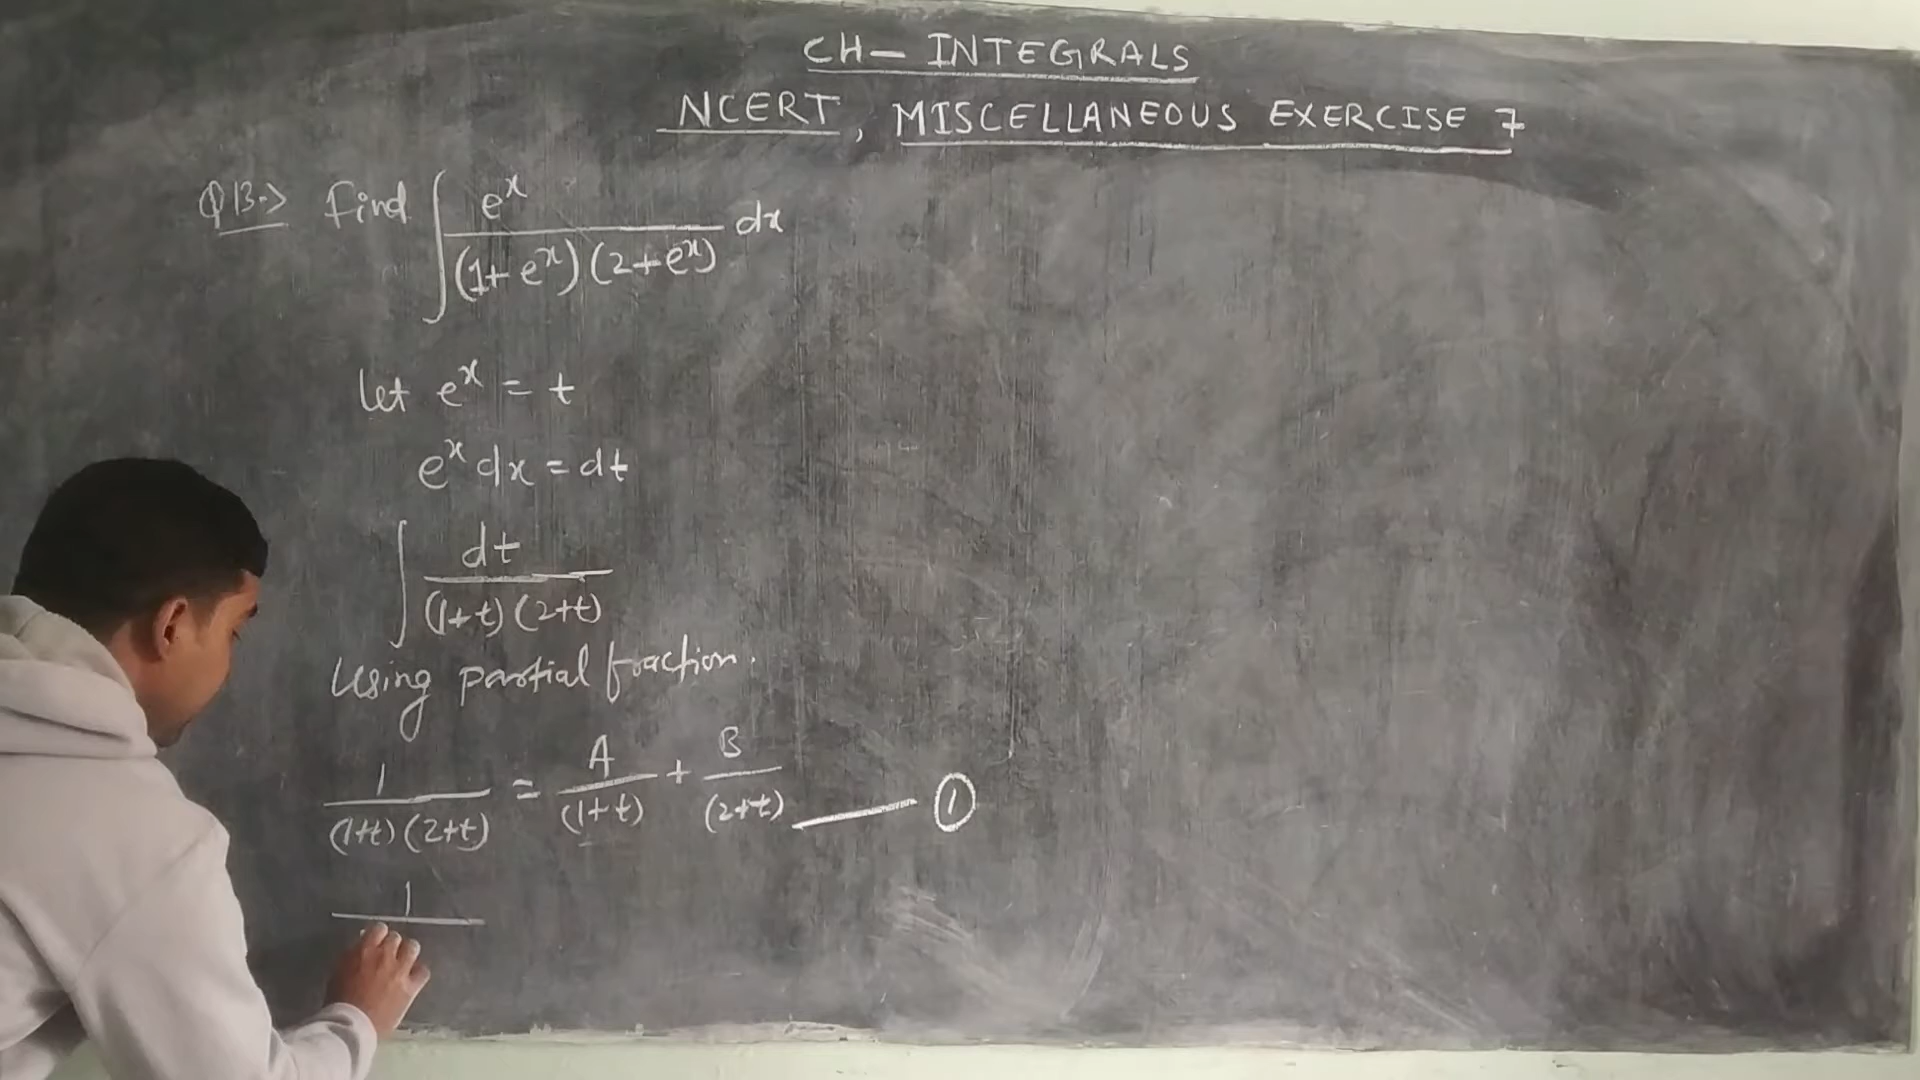 CH— INTEGRALS
NCERT, MISCELLANEOUS EXERCISE 7
Q13.→ Find ∫ e^x / (1+e^x)(2+e^x) dx
Let e^x = t
e^x dx = dt
∫ dt / (1+t)(2+t)
Using partial fraction.
1 / (1+t)(2+t) = A / (1+t) + B / (2+t) —— ①
1